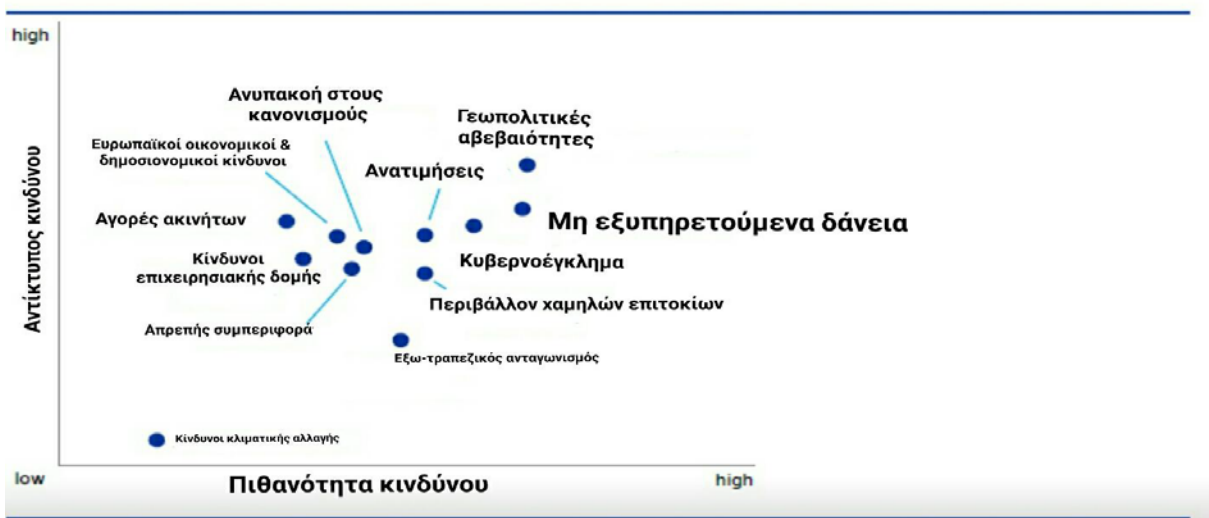 high
Ανυπακοή στους
κανονισμούς
Γεωπολιτικές
αβεβαιότητες
Ευρωπαϊκοί οικονομικοί &
δημοσιονομικοί κίνδυνοι
Ανατιμήσεις
Αγορές ακινήτων
Μη εξυπηρετούμενα δάνεια
Κίνδυνοι
επιχειρησιακής δομής
Κυβερνοέγκλημα
Περιβάλλον χαμηλών επιτοκίων
Απρεπής συμπεριφορά
Εξω-τραπεζικός ανταγωνισμός
Κίνδυνοι κλιματικής αλλαγής
Αντίκτυπος κινδύνου
low
Πιθανότητα κινδύνου
high